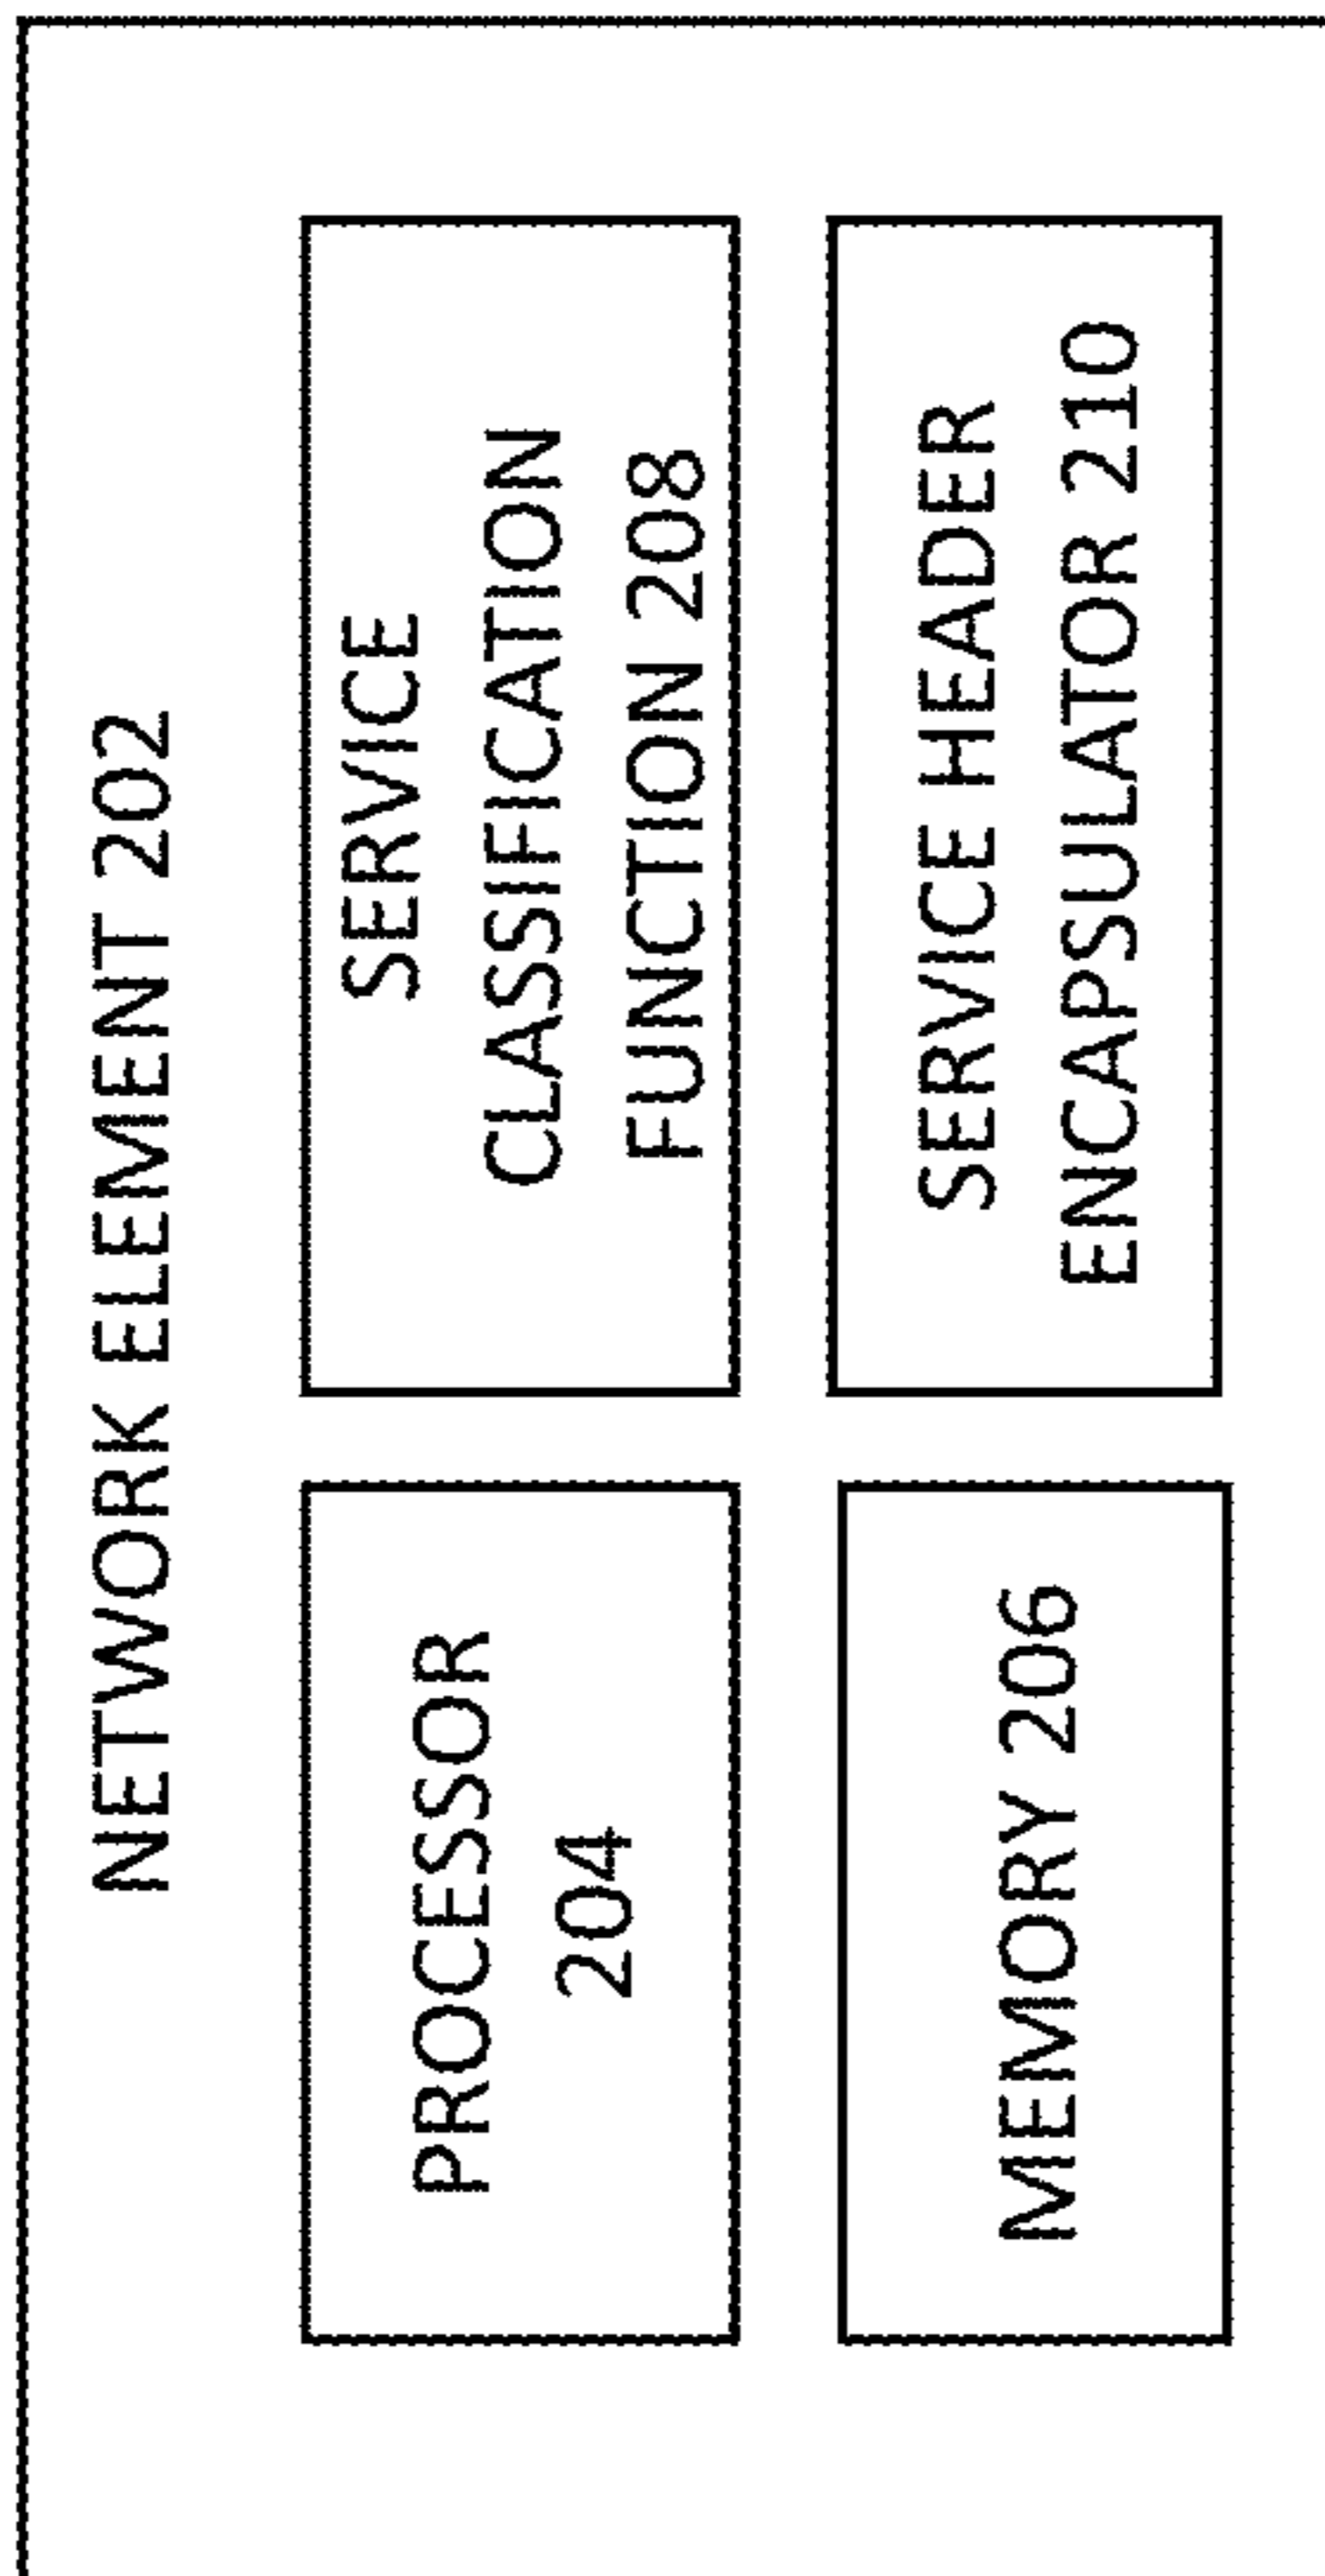 NETWORK ELEMENT 202
PROCESSOR
204
SERVICE
CLASSIFICATION
FUNCTION 208
MEMORY 206
SERVICE HEADER
ENCAPSULATOR 210